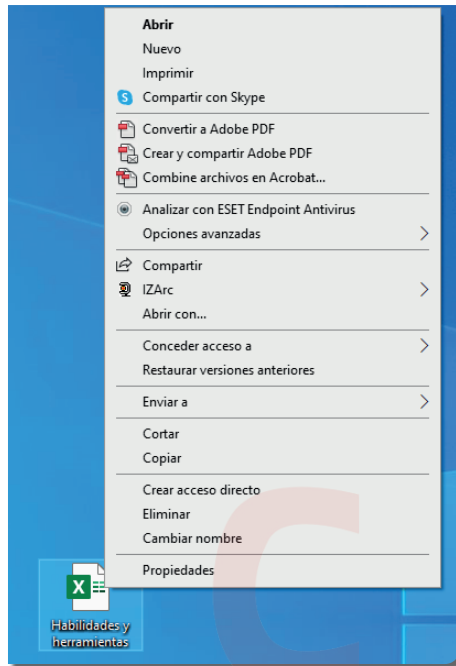 Abrir
Nuevo
Imprimir
Compartir con Skype
Convertir a Adobe PDF
Crear y compartir Adobe PDF
Combine archivos en Acrobat...
Analizar con ESET Endpoint Antivirus
Opciones avanzadas
Compartir
IZArc
Abrir con...
Conceder acceso a
Restaurar versiones anteriores
Enviar a
Cortar
Copiar
Crear acceso directo
Eliminar
Cambiar nombre
Propiedades
C
X
Habilidades y
herramientas